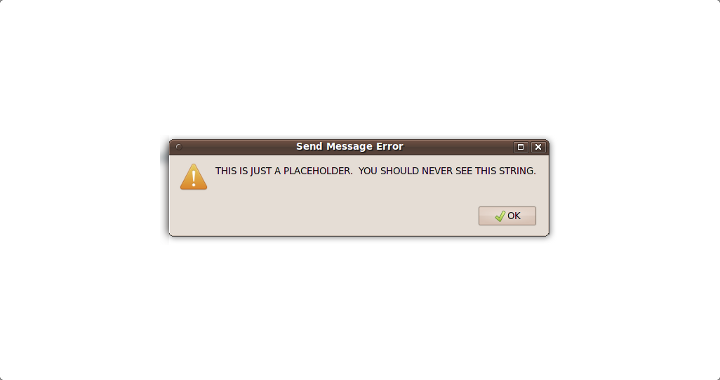 Send Message Error
THIS IS JUST A PLACEHOLDER.  YOU SHOULD NEVER SEE THIS STRING.
OK